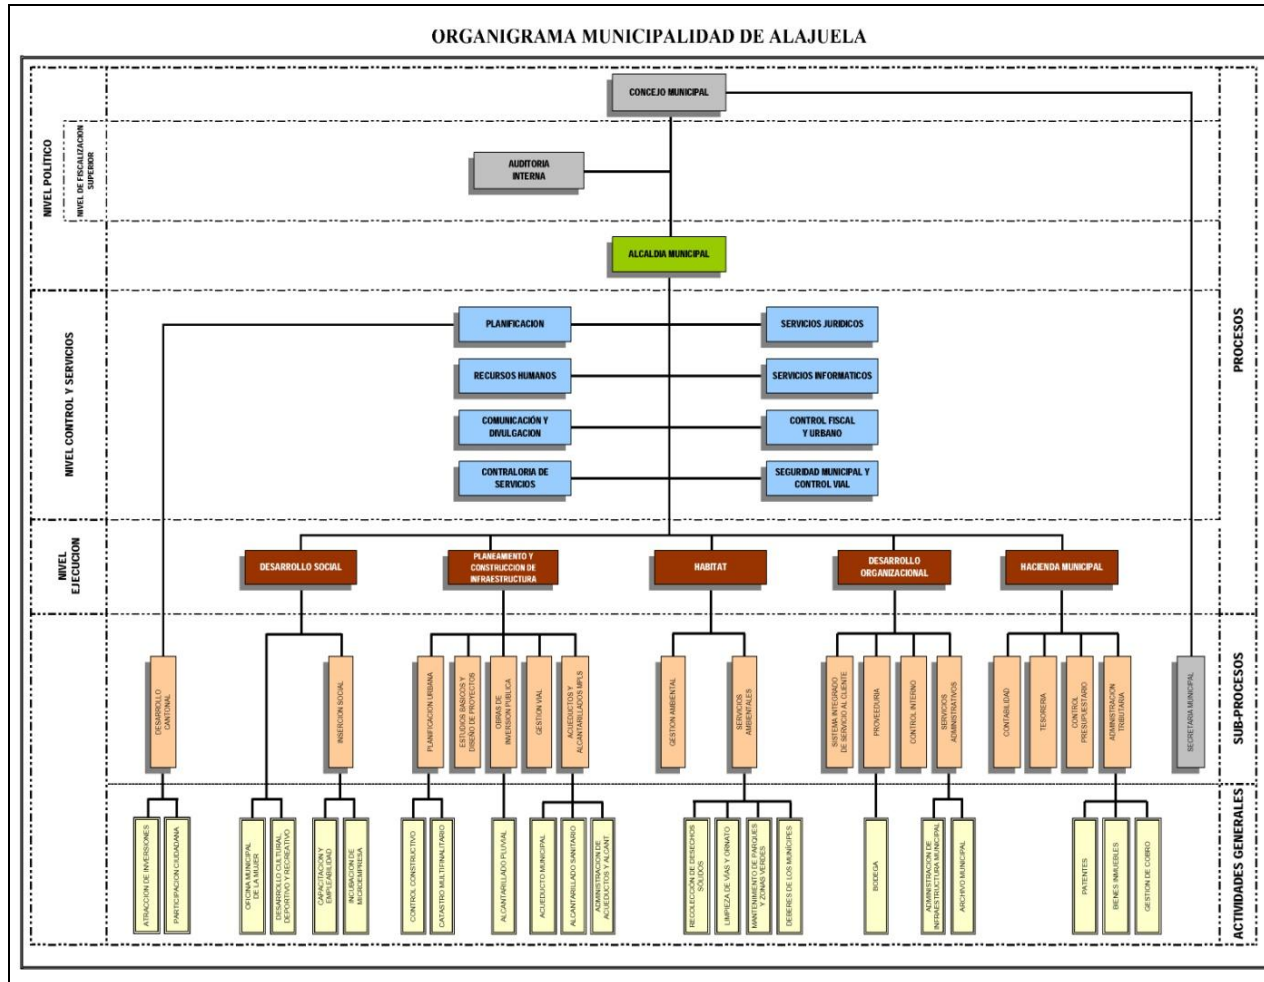 ORGANIGRAMA MUNICIPALIDAD DE ALAJUELA
CONCEJO MUNICIPAL
NIVEL POLÍTICO
NIVEL DE FISCALIZACION
SUPERIOR
AUDITORIA
INTERNA
ALCALDIA MUNICIPAL
PROCESOS
NIVEL CONTROL Y SERVICIOS
PLANIFICACION
SERVICIOS JURIDICOS
RECURSOS HUMANOS
SERVICIOS INFORMATICOS
COMUNICACIÓN Y
DIVULGACION
CONTROL FISCAL
Y URBANO
CONTRALORIA DE
SERVICIOS
SEGURIDAD MUNICIPAL Y
CONTROL VIAL
NIVEL
EJECUCION
DESARROLLO SOCIAL
PLANEAMIENTO Y
CONSTRUCCION DE
INFRAESTRUCTURA
HABITAT
DESARROLLO
ORGANIZACIONAL
HACIENDA MUNICIPAL
SUB-PROCESOS
DESARROLLO
CANTONAL
INSERCION SOCIAL
PLANIFICACION URBANA
ESTUDIOS BASICOS Y
DISEÑO DE PROYECTOS
OBRAS DE
INVERSION PUBLICA
GESTION VIAL
ACUEDUCTOS Y
ALCANTARILLADOS MPLS
GESTION AMBIENTAL
SERVICIOS
AMBIENTALES
SISTEMA INTEGRADO
DE SERVICIO AL CLIENTE
PROVEEDURIA
CONTROL INTERNO
SERVICIOS
ADMINISTRATIVOS
CONTABILIDAD
TESORERIA
CONTROL
PRESUPUESTARIO
ADMINISTRACION
TRIBUTARIA
SECRETARIA MUNICIPAL
ACTIVIDADES GENERALES
ATRACCION DE INVERSIONES
PARTICIPACION CIUDADANA
OFICINA MUNICIPAL
DE LA MUJER
DESARROLLO CULTURAL,
DEPORTIVO Y RECREATIVO
CAPACITACION Y
EMPLEABILIDAD
INCUBACION DE
MICROEMPRESA
CONTROL CONSTRUCTIVO
CATASTRO MULTIFINALITARIO
ALCANTARILLADO PLUVIAL
ACUEDUCTO MUNICIPAL
ALCANTARILLADO SANITARIO
ADMINISTRACION DE
ACUEDUCTOS Y ALCANT
RECOLECCIÓN DE DESECHOS
SOLIDOS
LIMPIEZA DE VIAS Y ORNATO
MANTENIMIENTO DE PARQUES
Y ZONAS VERDES
DEBERES DE LOS MUNÍCIPES
BODEGA
ADMINISTRACION DE
INFRAESTRUCTURA MUNICIPAL
ARCHIVO MUNICIPAL
PATENTES
BIENES INMUEBLES
GESTION DE COBRO